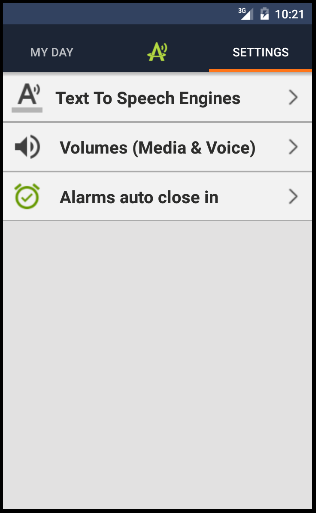 3G 10:21
MY DAY A SETTINGS
A Text To Speech Engines
Volumes (Media & Voice)
Alarms auto close in